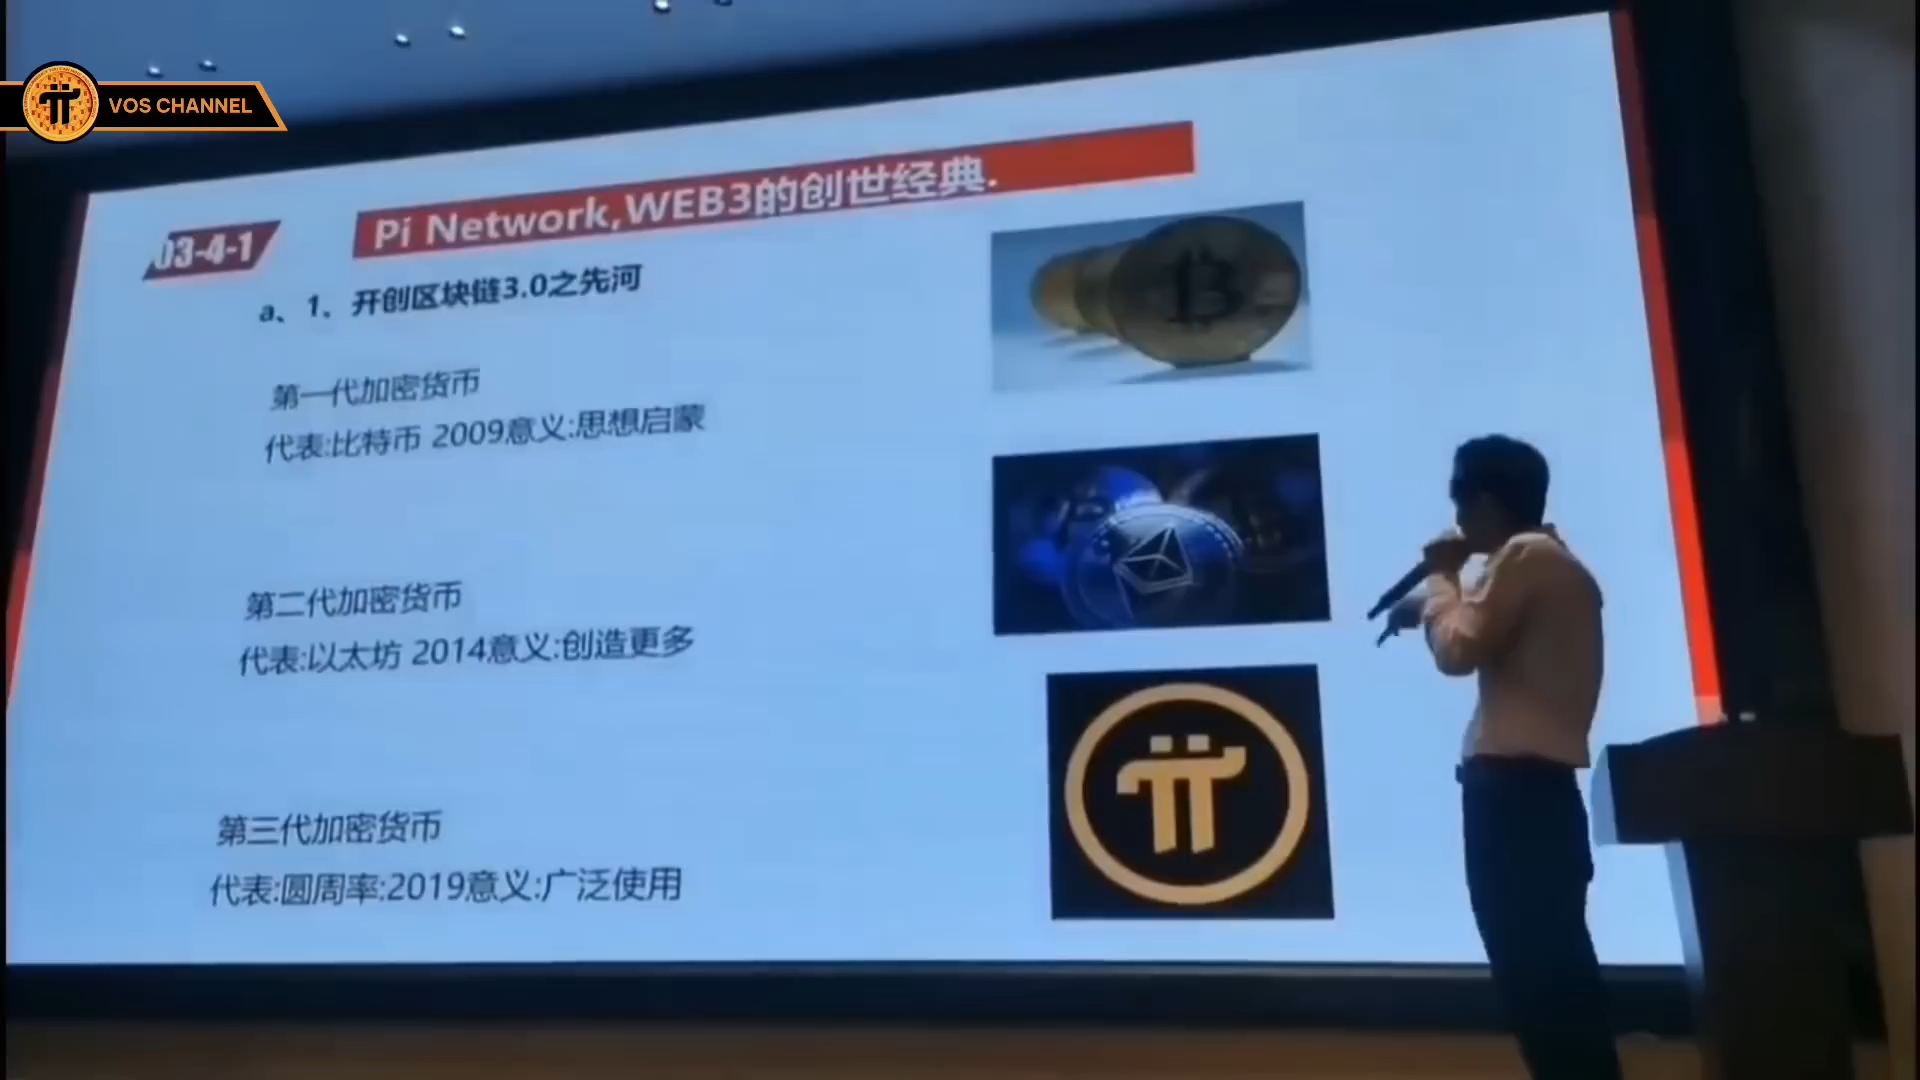 VOS CHANNEL
03-4-1
Pi Network,WEB3的创世经典.
a、1、开创区块链3.0之先河
第一代加密货币
代表:比特币 2009意义:思想启蒙
第二代加密货币
代表:以太坊 2014意义:创造更多
第三代加密货币
代表:圆周率:2019意义:广泛使用